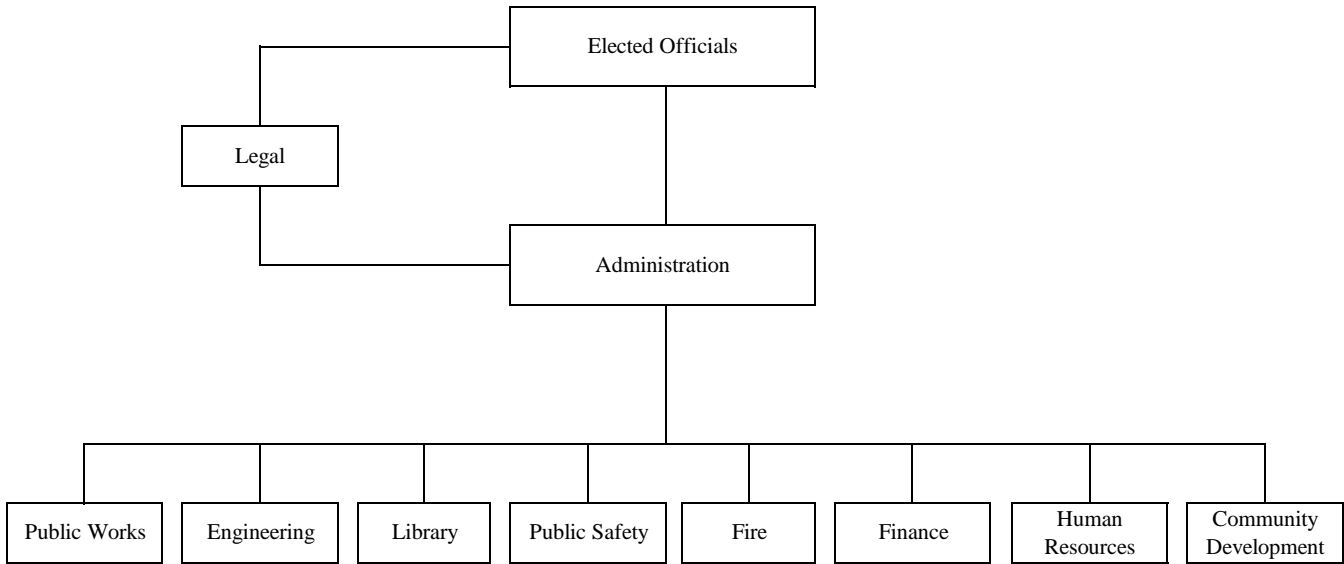 Elected Officials
Legal
Administration
Public Works
Engineering
Library
Public Safety
Fire
Finance
Human
Resources
Community
Development